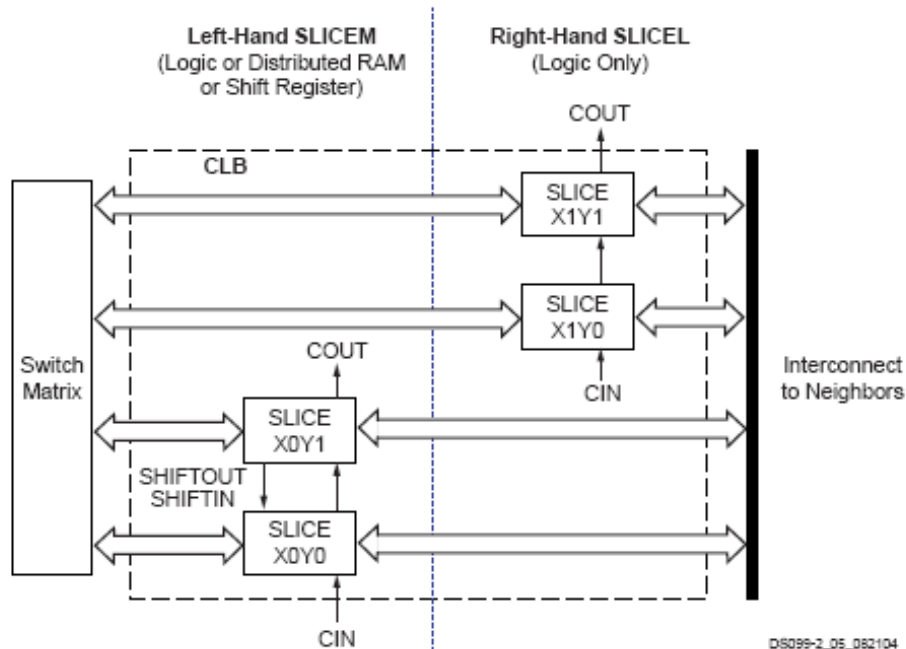 Left-Hand SLICEM
(Logic or Distributed RAM
or Shift Register)
Right-Hand SLICEL
(Logic Only)
COUT
CLB
SLICE
X1Y1
SLICE
X1Y0
COUT
Switch
Matrix
CIN
Interconnect
to Neighbors
SLICE
X0Y1
SHIFTOUT
SHIFTIN
SLICE
X0Y0
CIN
DS099-2_05_082104